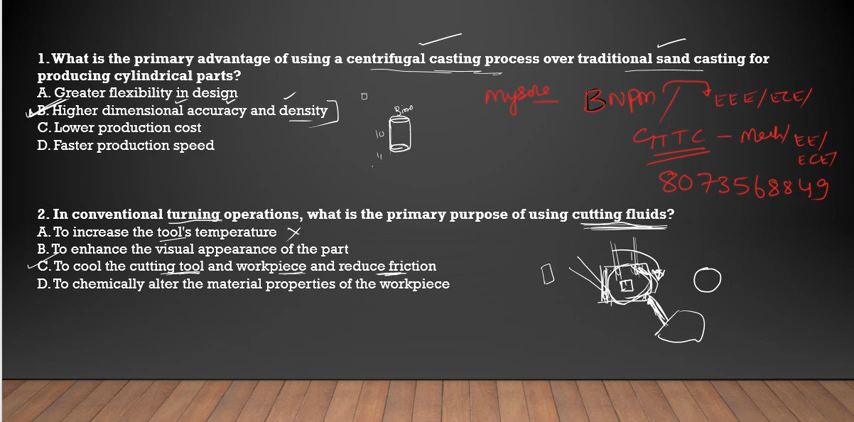 1. What is the primary advantage of using a centrifugal casting process over traditional sand casting for
producing cylindrical parts?
A. Greater flexibility in design
B. Higher dimensional accuracy and density
C. Lower production cost
D. Faster production speed
Mysore BNPM EEE/ECE/
CTTC - Mech/EE/
ECE7
8073568849
10
2. In conventional turning operations, what is the primary purpose of using cutting fluids?
A. To increase the tool's temperature
B. To enhance the visual appearance of the part
C. To cool the cutting tool and workpiece and reduce friction
D. To chemically alter the material properties of the workpiece